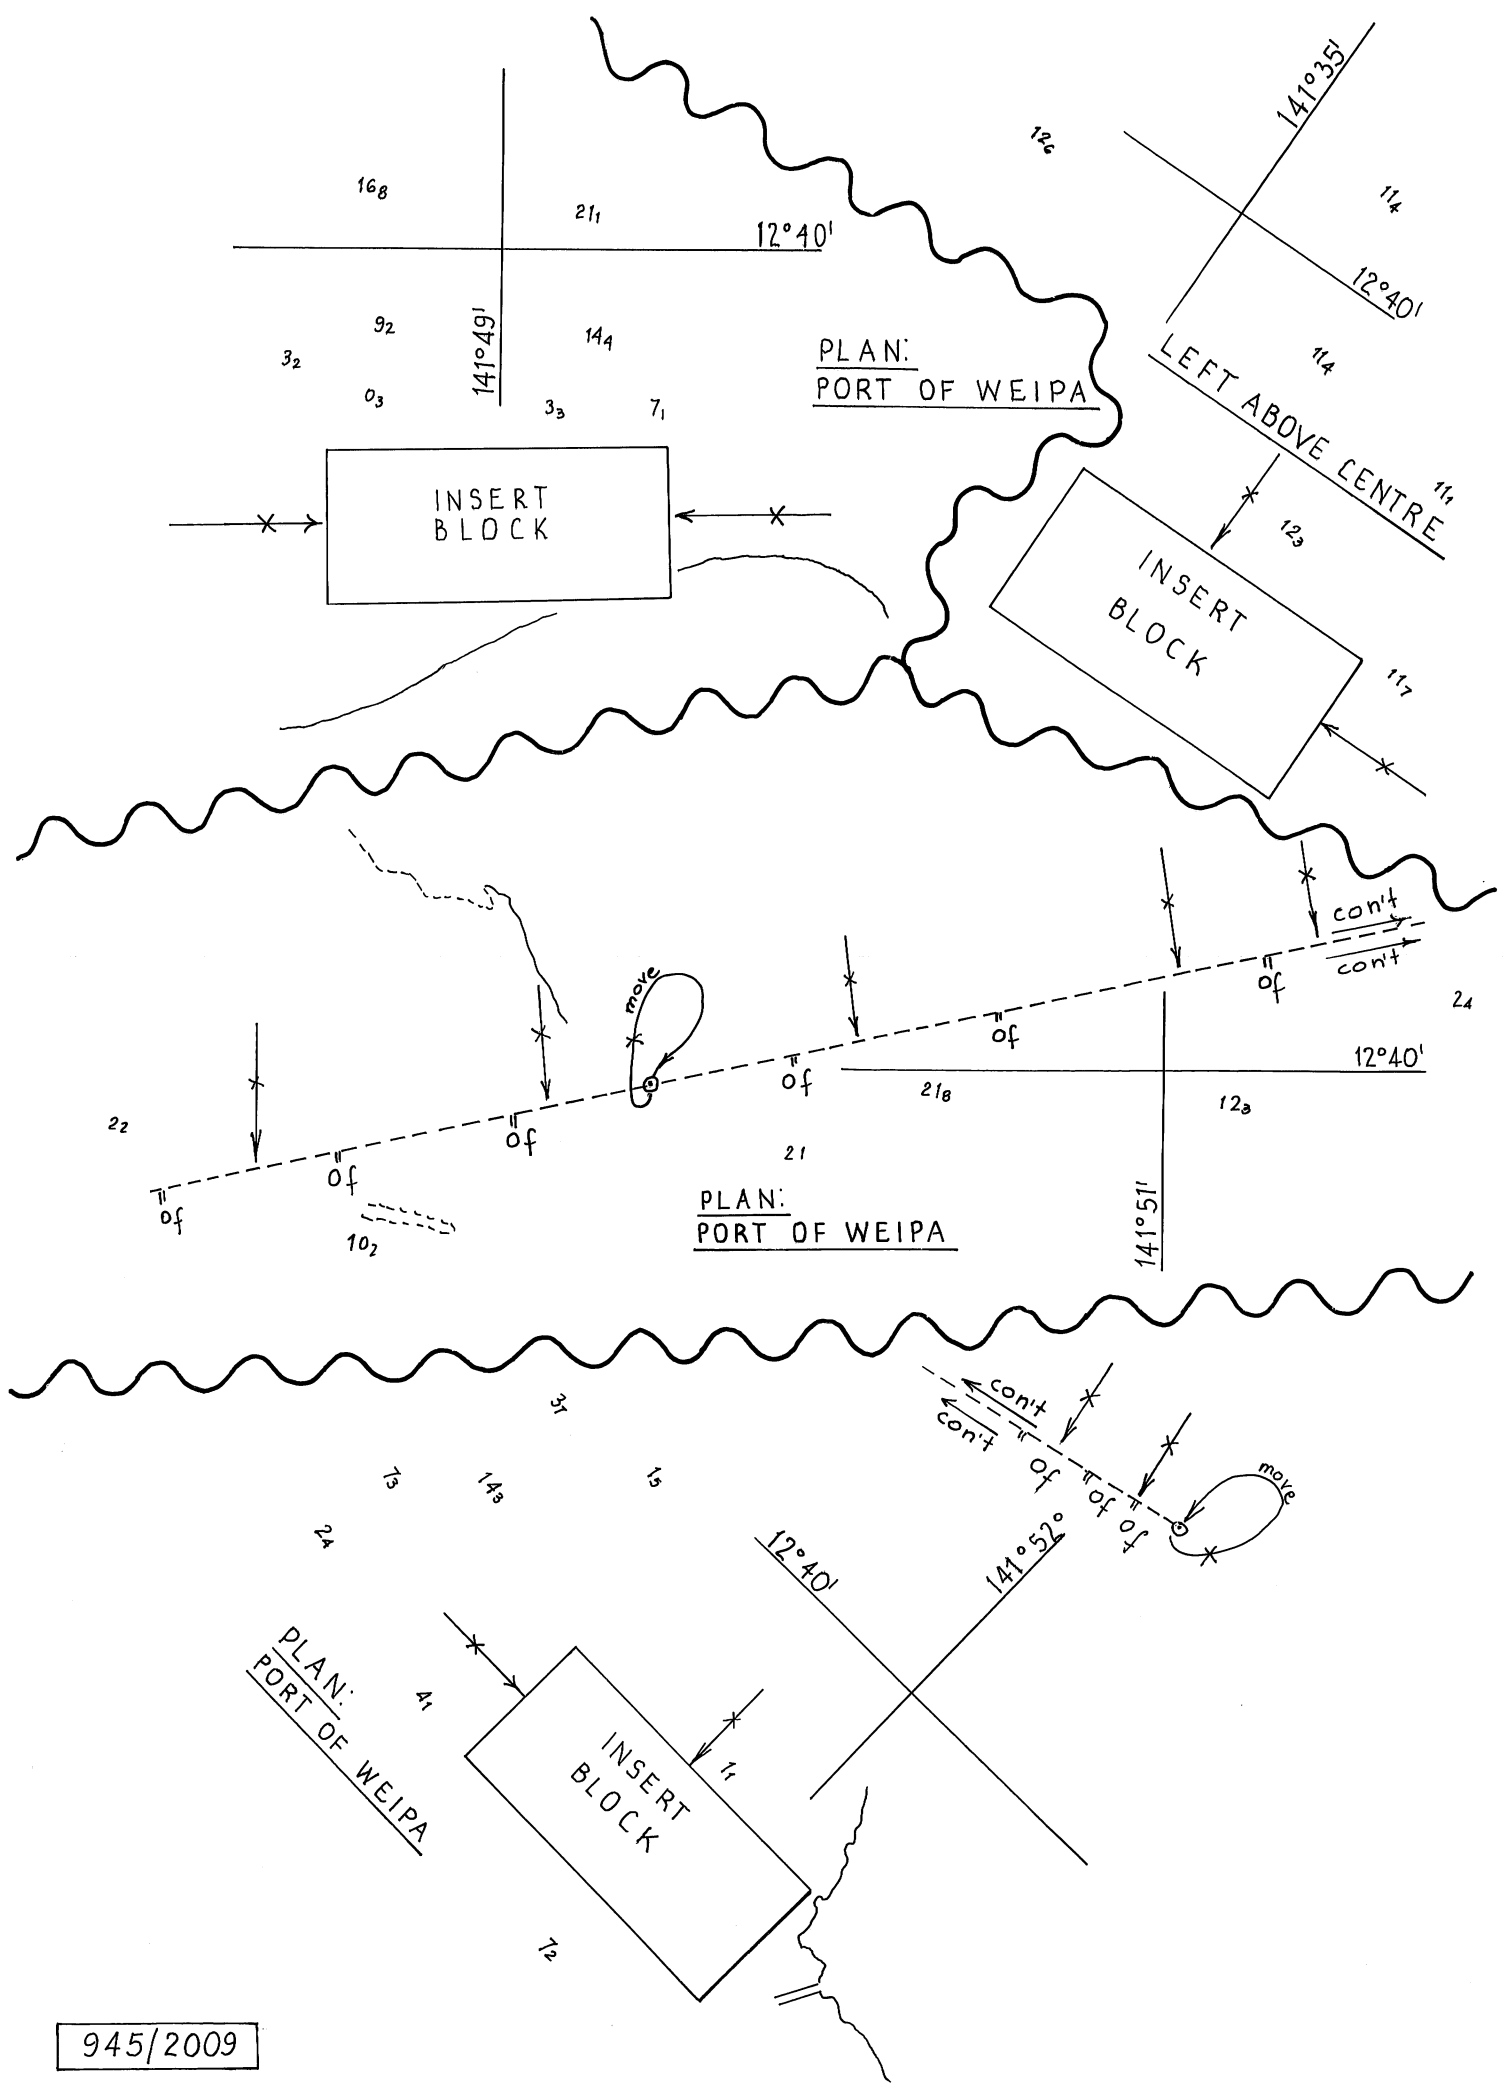 16₈
21₁
12°40'
141°49'
9₂
14₄
3₂
0₃
3₃
7₁
PLAN:
PORT OF WEIPA
INSERT
BLOCK
141°35'
12₆
11₄
12°40'
11₄
LEFT ABOVE CENTRE
11₁
12₃
INSERT
BLOCK
11₇
con't
con't
move
Of
2₄
Of
12°40'
Of
21₈
12₃
2₂
Of
21
Of
Of
10₂
PLAN:
PORT OF WEIPA
141°51'
3₇
con't
con't
7₃
14₃
1₅
Of
Of
Of
move
2₄
12°40'
141°52°
PLAN:
PORT OF WEIPA
4₁
1₁
INSERT
BLOCK
7₂
945/2009